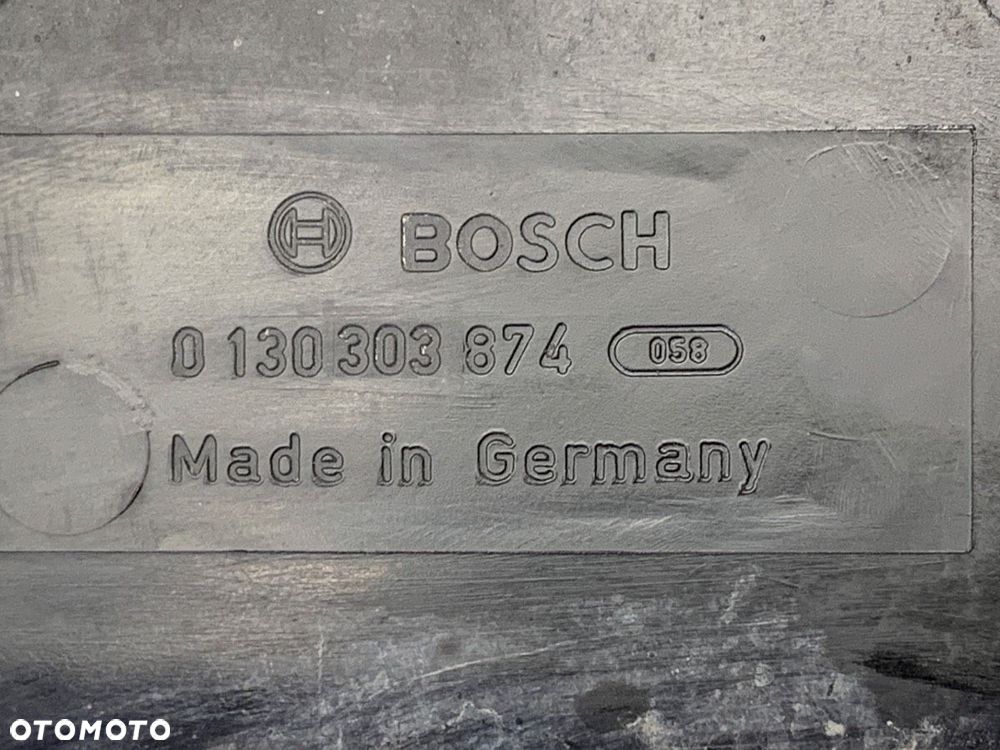 BOSCH
0 130 303 874 058
Made in Germany
OTOMOTO